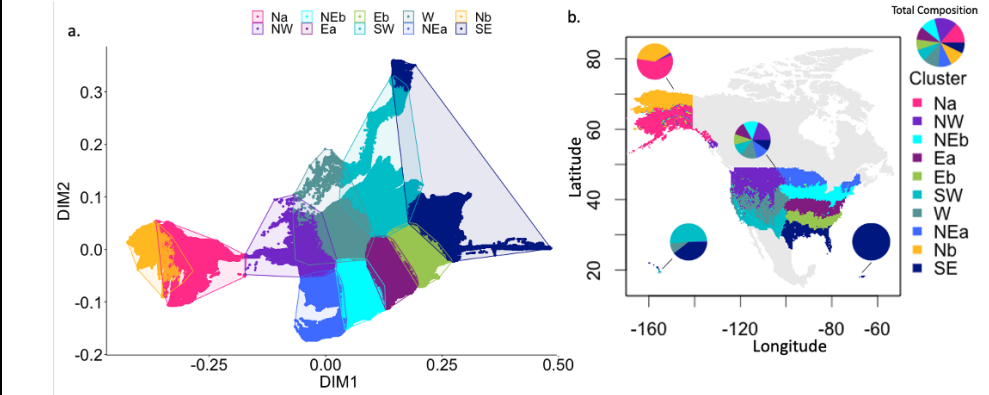 a.
Na NEb Eb W Nb
NW Ea SW NEa SE
DIM2
0.3
0.2
0.1
0.0
-0.1
-0.2
-0.25 0.00 0.25 0.50
DIM1
b.
Latitude
80
60
40
20
-160 -120 -80 -60
Longitude
Total Composition
Cluster
Na
NW
NEb
Ea
Eb
SW
W
NEa
Nb
SE